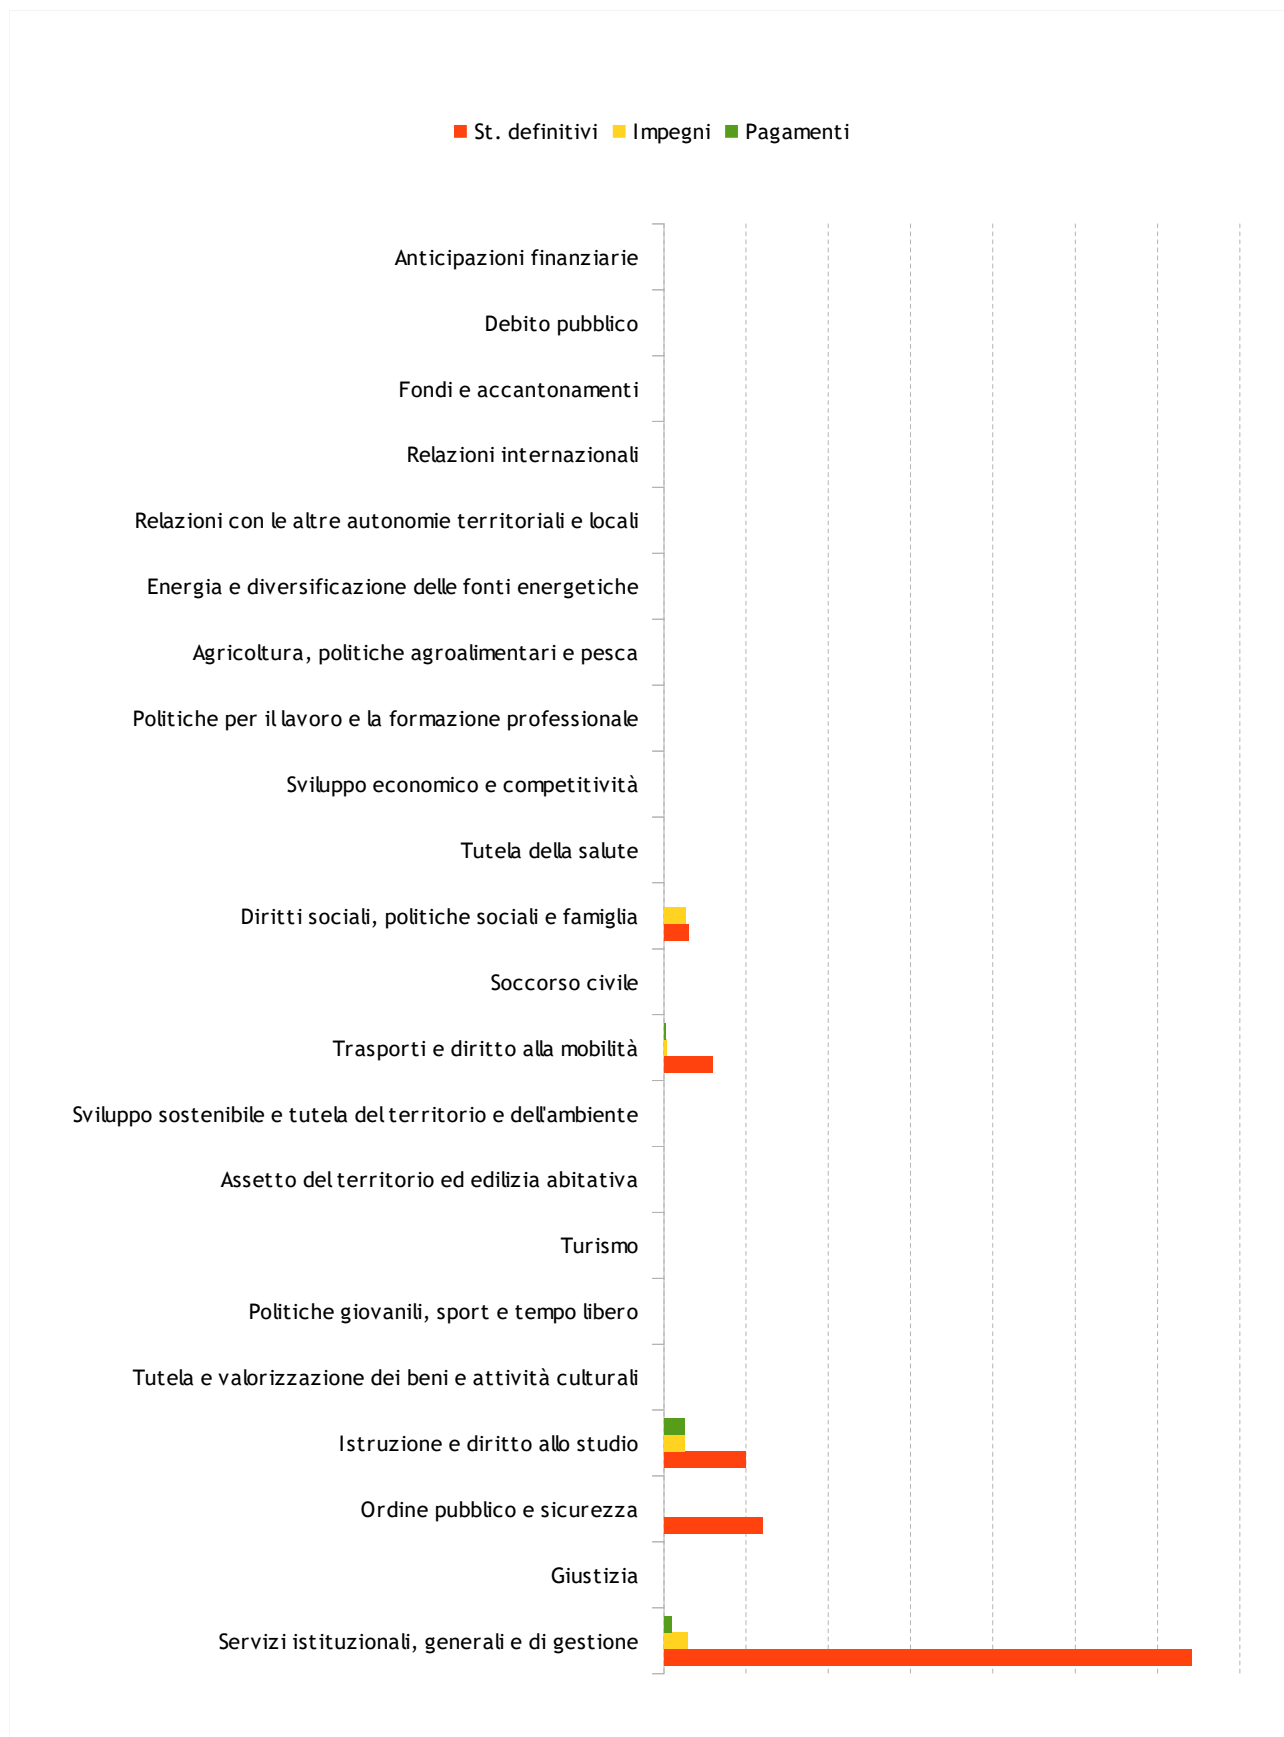 St. definitivi Impegni Pagamenti
Anticipazioni finanziarie
Debito pubblico
Fondi e accantonamenti
Relazioni internazionali
Relazioni con le altre autonomie territoriali e locali
Energia e diversificazione delle fonti energetiche
Agricoltura, politiche agroalimentari e pesca
Politiche per il lavoro e la formazione professionale
Sviluppo economico e competitività
Tutela della salute
Diritti sociali, politiche sociali e famiglia
Soccorso civile
Trasporti e diritto alla mobilità
Sviluppo sostenibile e tutela del territorio e dell'ambiente
Assetto del territorio ed edilizia abitativa
Turismo
Politiche giovanili, sport e tempo libero
Tutela e valorizzazione dei beni e attività culturali
Istruzione e diritto allo studio
Ordine pubblico e sicurezza
Giustizia
Servizi istituzionali, generali e di gestione